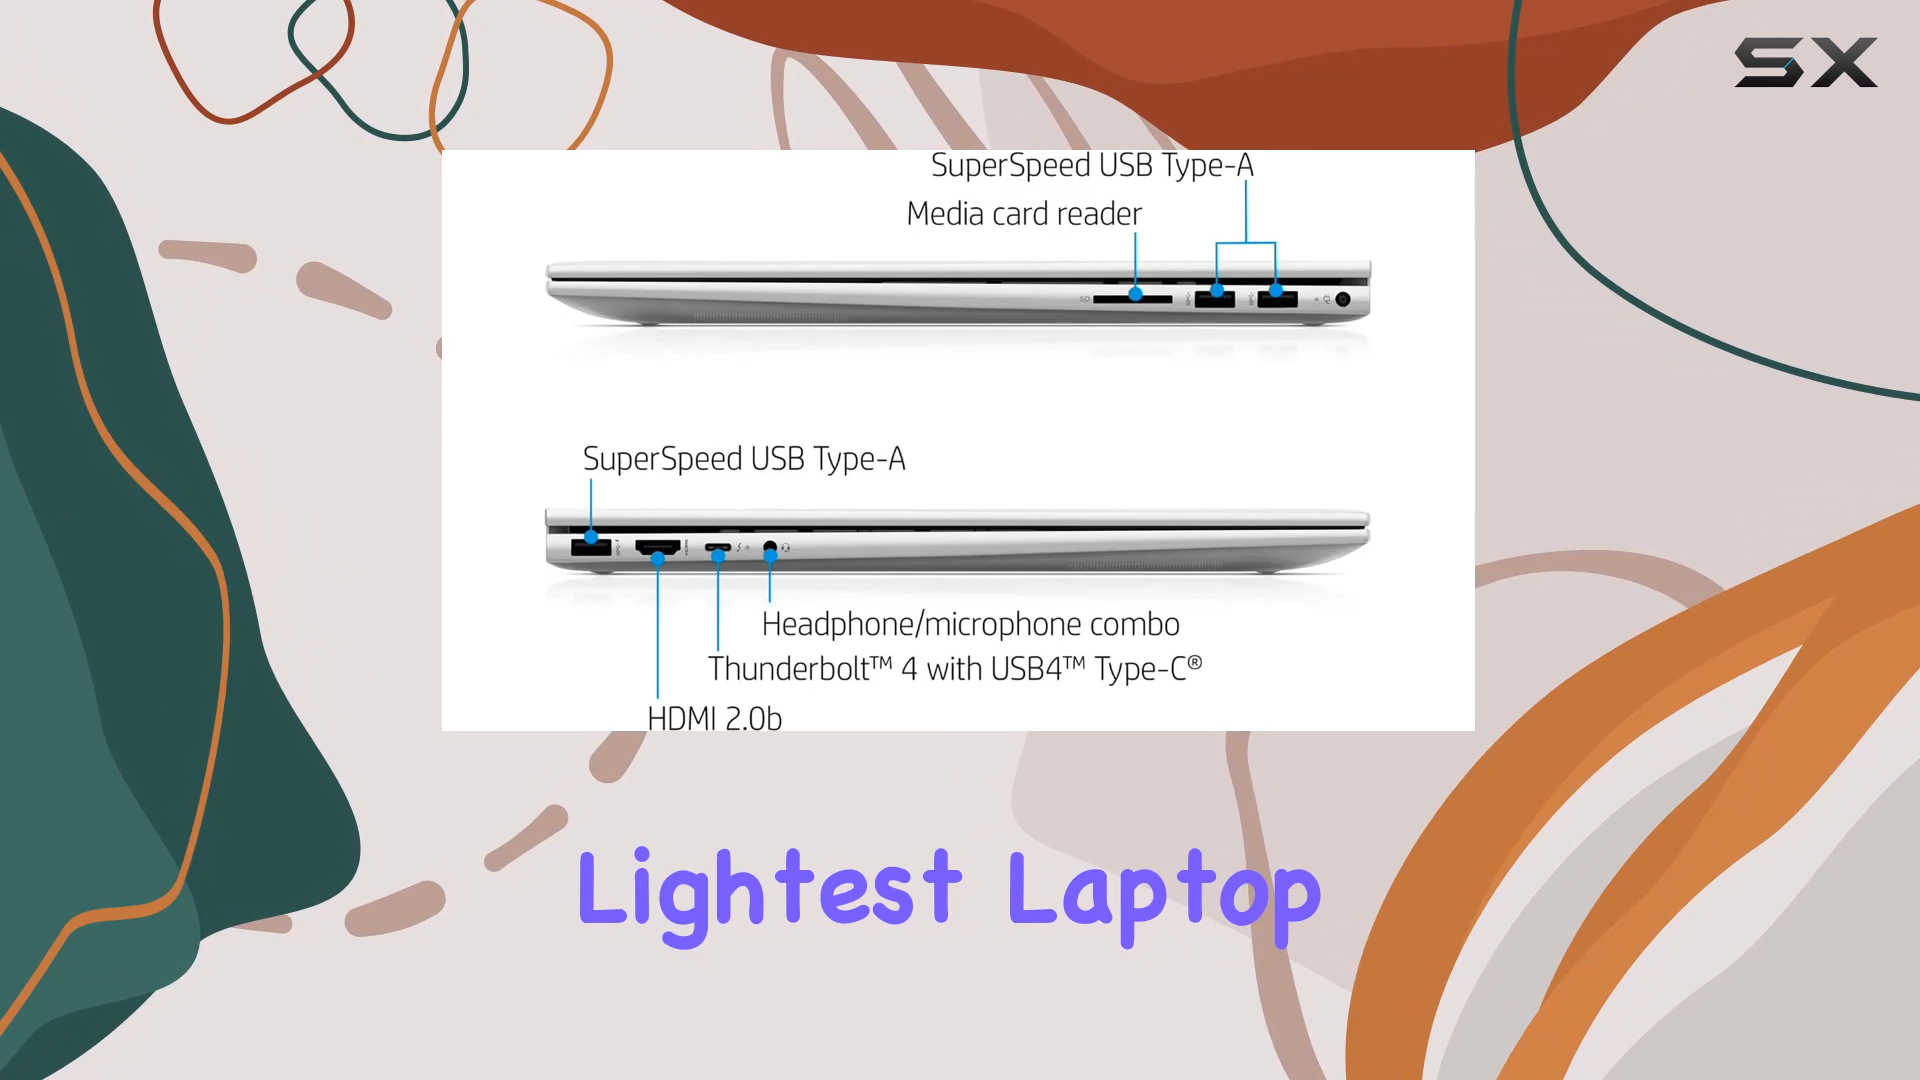 SX
SuperSpeed USB Type-A
Media card reader
SD
SuperSpeed USB Type-A
Headphone/microphone combo
Thunderbolt™ 4 with USB4™ Type-C®
HDMI 2.0b
Lightest Laptop